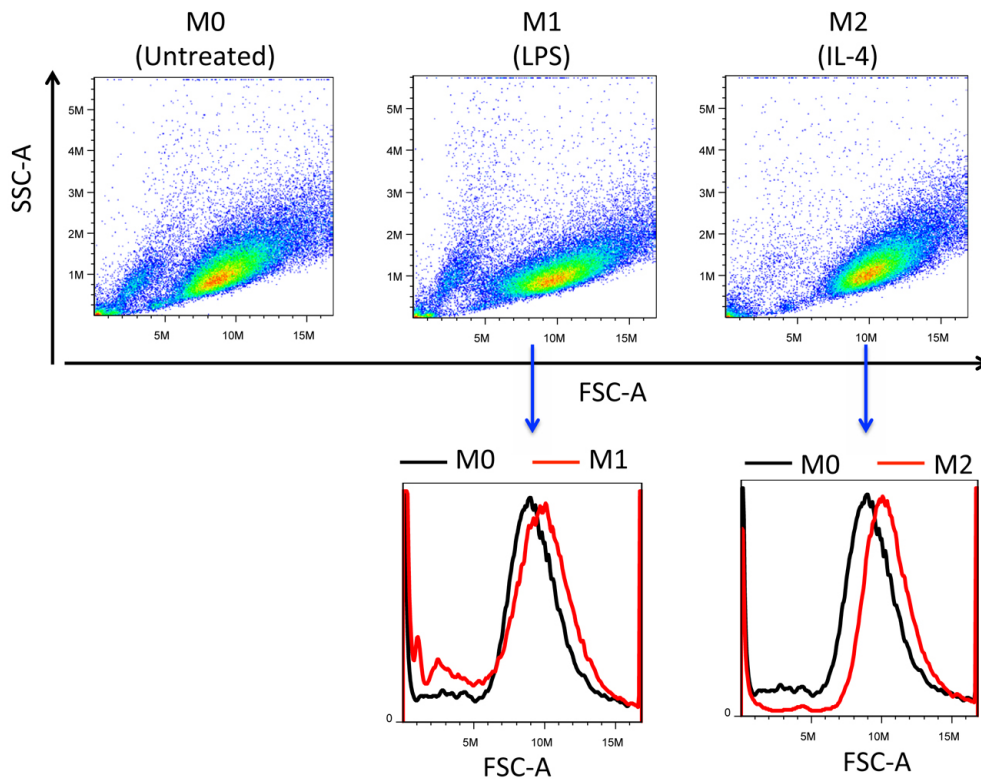 M0 M1 M2
(Untreated) (LPS) (IL-4)
SSC-A
5M 5M 5M
4M 4M 4M
3M 3M 3M
2M 2M 2M
1M 1M 1M
5M 10M 15M 5M 10M 15M 5M 10M 15M
FSC-A
M0 M1 M0 M2
0 0
5M 10M 15M 5M 10M 15M
FSC-A FSC-A